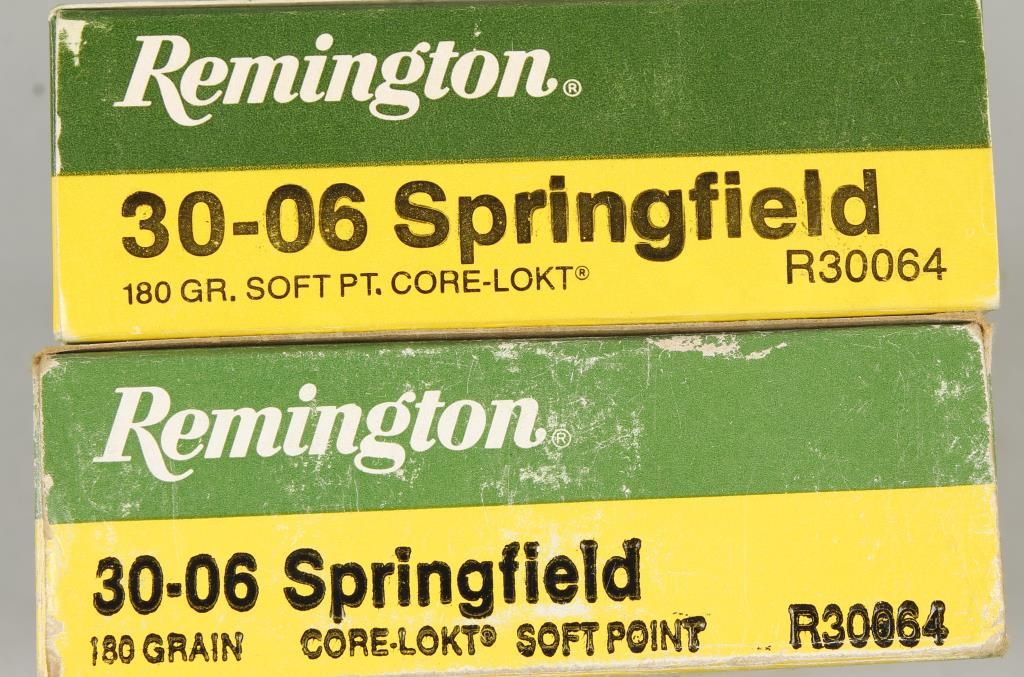 Remington®
30-06 Springfield
180 GR. SOFT PT. CORE-LOKT® R30064
Remington®
30-06 Springfield
180 GRAIN CORE-LOKT® SOFT POINT R30064